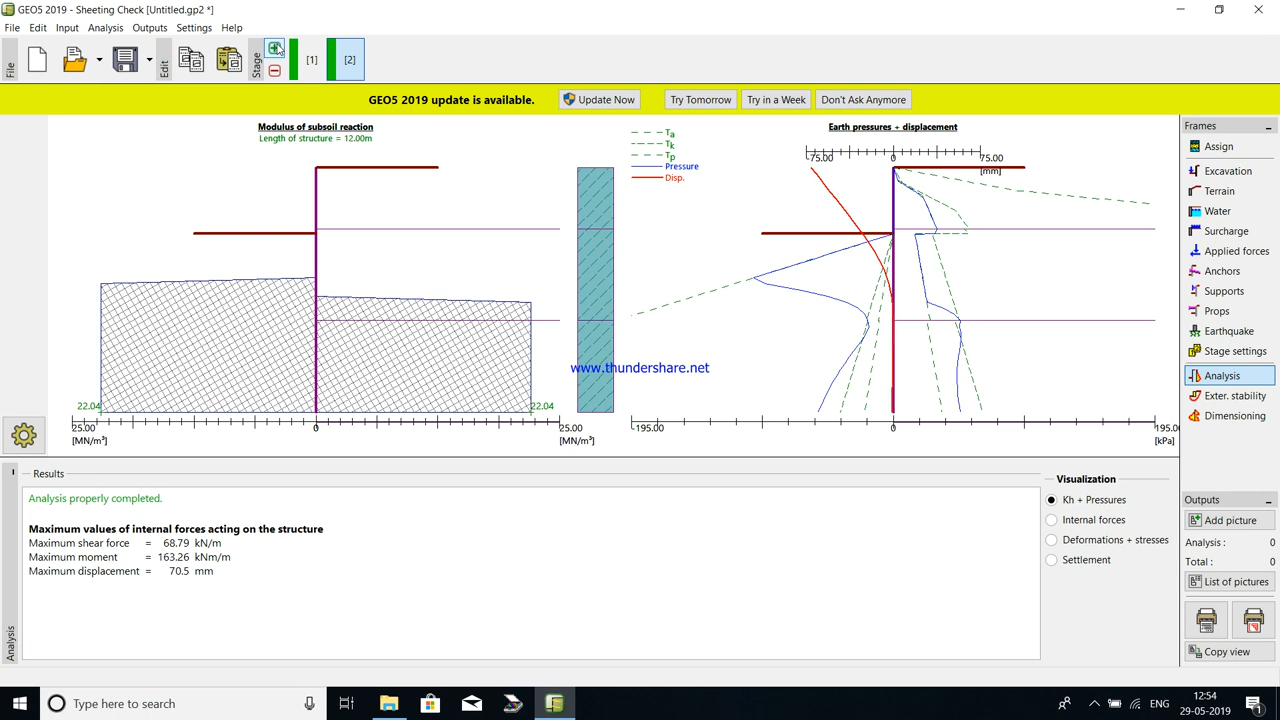 GEO5 2019 - Sheeting Check [Untitled.gp2 *]
File Edit Input Analysis Outputs Settings Help
File
Edit
Stage
[1]
[2]
GEO5 2019 update is available.
Update Now
Try Tomorrow
Try in a Week
Don't Ask Anymore
Modulus of subsoil reaction
Length of structure = 12.00m
22.04
22.04
25.00
0
25.00
[MN/m³]
[MN/m³]
Ta
Tk
Tp
Pressure
Disp.
Earth pressures + displacement
-75.00
0
75.00
[mm]
-195.00
0
195.00
[kPa]
www.thundershare.net
Frames
Assign
Excavation
Terrain
Water
Surcharge
Applied forces
Anchors
Supports
Props
Earthquake
Stage settings
Analysis
Exter. stability
Dimensioning
Analysis
Results
Analysis properly completed.
Maximum values of internal forces acting on the structure
Maximum shear force = 68.79 kN/m
Maximum moment = 163.26 kNm/m
Maximum displacement = 70.5 mm
Visualization
Kh + Pressures
Internal forces
Deformations + stresses
Settlement
Outputs
Add picture
Analysis : 0
Total : 0
List of pictures
Copy view
Type here to search
ENG
12:54
29-05-2019
1